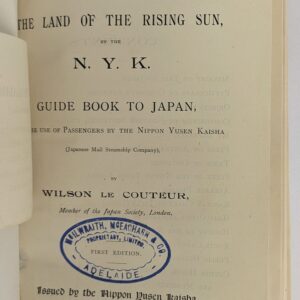 THE LAND OF THE RISING SUN,
BY THE
N. Y. K.
GUIDE BOOK TO JAPAN,
THE USE OF PASSENGERS BY THE NIPPON YUSEN KAISHA
(Japanese Mail Steamship Company),
BY
WILSON LE COUTEUR,
Member of the Japan Society, London.
McILWRAITH, McEACHARN & Co.
PROPRIETARY, LIMITED.
FIRST EDITION.
ADELAIDE.
Issued by the Nippon Yusen Kaisha